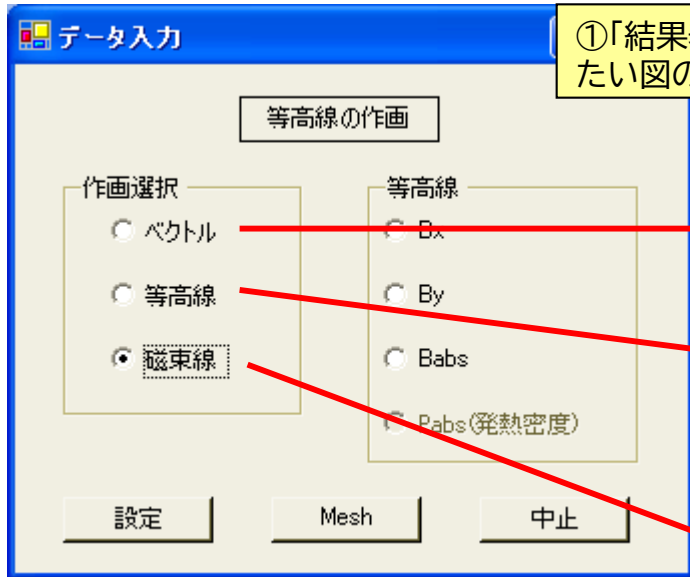 データ入力
①「結果
たい図の
等高線の作画
作画選択
ベクトル
等高線
磁束線
等高線
Bx
By
Babs
Pabs(発熱密度)
設定
Mesh
中止